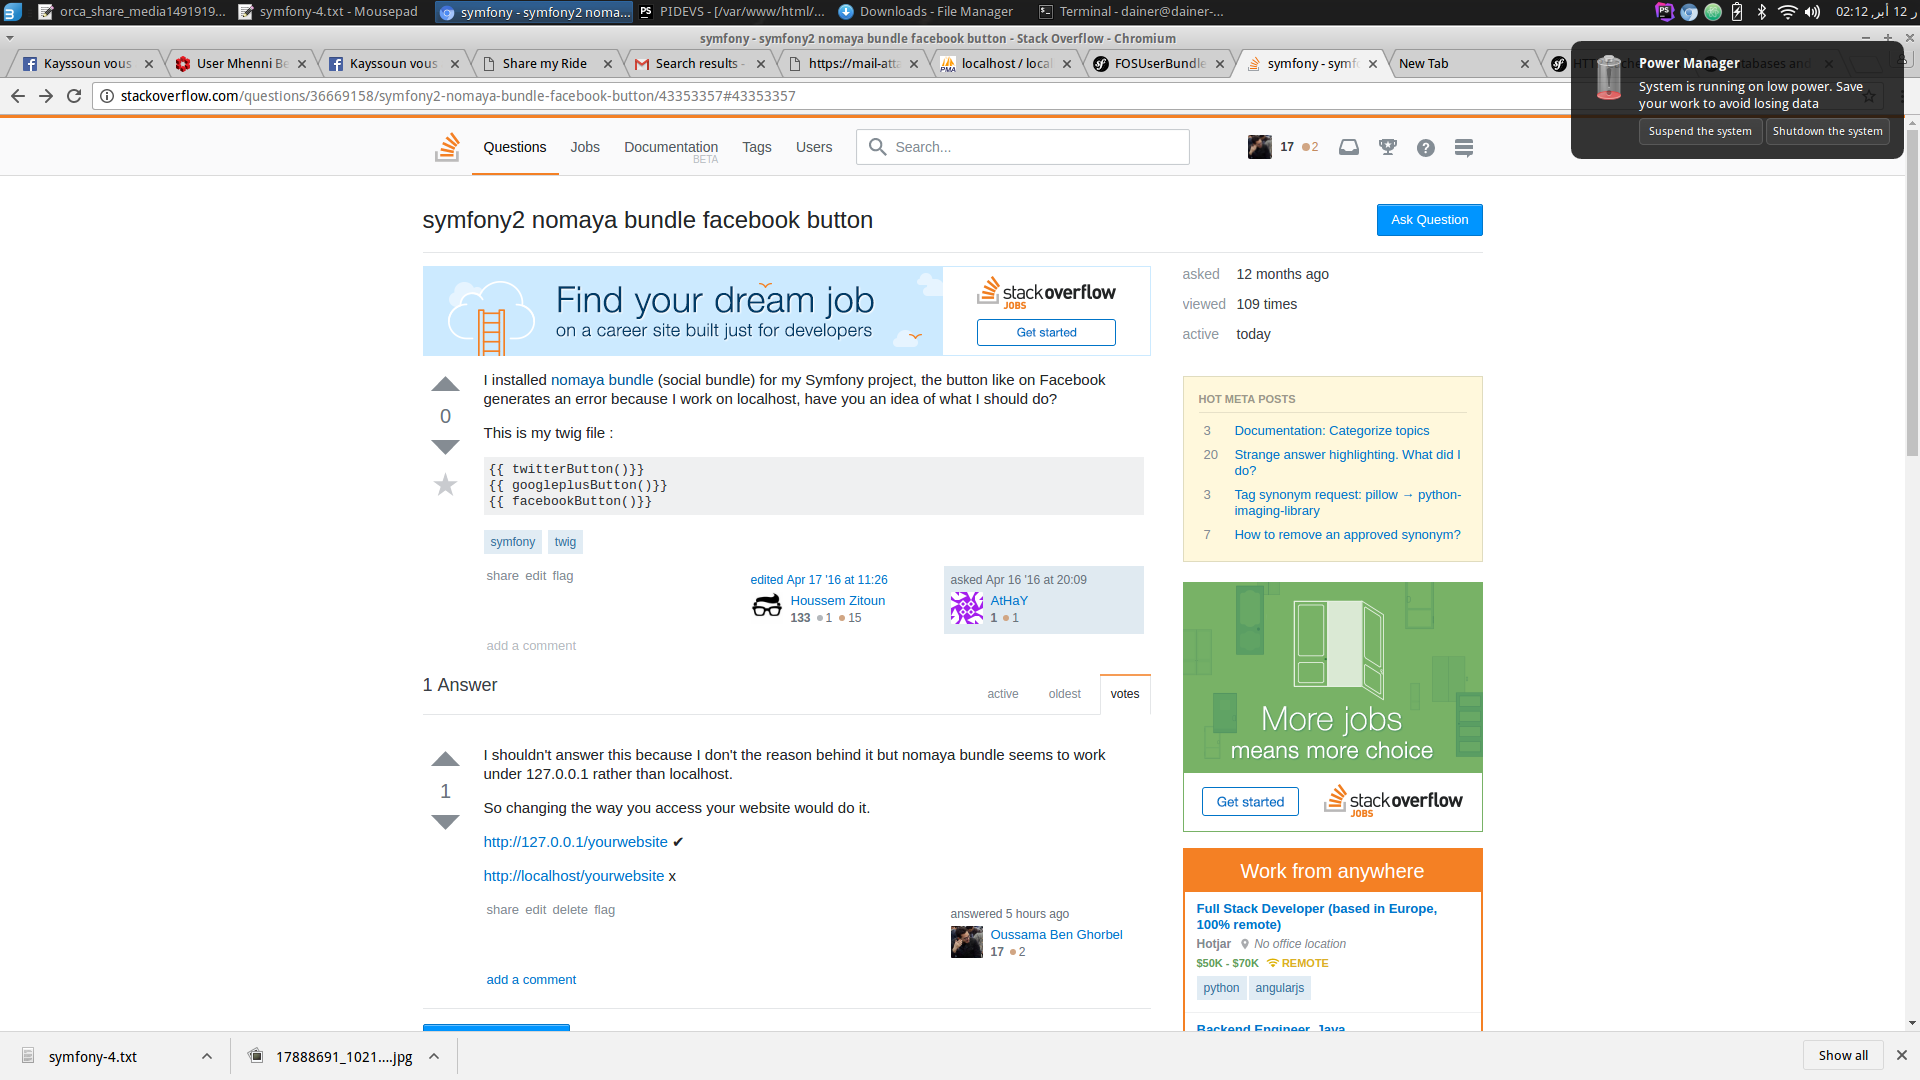 orca_share_media1491919...
symfony-4.txt - Mousepad
symfony - symfony2 noma...
PIDEVS - [/var/www/html/...
Downloads - File Manager
Terminal - dainer@dainer-...
ر 12 أبر, 02:12
symfony - symfony2 nomaya bundle facebook button - Stack Overflow - Chromium
Kayssoun vous
User Mhenni Be
Kayssoun vous
Share my Ride
Search results -
https://mail-atta
localhost / local
FOSUserBundle
symfony - symfo
New Tab
Power Manager
System is running on low power. Save
your work to avoid losing data
Suspend the system
Shutdown the system
stackoverflow.com/questions/36669158/symfony2-nomaya-bundle-facebook-button/43353357#43353357
Questions
Jobs
Documentation
BETA
Tags
Users
Search...
17
2
symfony2 nomaya bundle facebook button
Ask Question
Find your dream job
on a career site built just for developers
stackoverflow
JOBS
Get started
asked 12 months ago
viewed 109 times
active today
I installed nomaya bundle (social bundle) for my Symfony project, the button like on Facebook
generates an error because I work on localhost, have you an idea of what I should do?
0
This is my twig file :
{{ twitterButton()}}
{{ googleplusButton()}}
{{ facebookButton()}}
symfony
twig
share edit flag
edited Apr 17 '16 at 11:26
Houssem Zitoun
133 1 15
asked Apr 16 '16 at 20:09
AtHaY
1 1
add a comment
HOT META POSTS
3 Documentation: Categorize topics
20 Strange answer highlighting. What did I
do?
3 Tag synonym request: pillow → python-
imaging-library
7 How to remove an approved synonym?
More jobs
means more choice
Get started
stackoverflow
JOBS
1 Answer
active
oldest
votes
I shouldn't answer this because I don't the reason behind it but nomaya bundle seems to work
under 127.0.0.1 rather than localhost.
1
So changing the way you access your website would do it.
http://127.0.0.1/yourwebsite ✔
http://localhost/yourwebsite x
share edit delete flag
answered 5 hours ago
Oussama Ben Ghorbel
17 2
add a comment
Work from anywhere
Full Stack Developer (based in Europe,
100% remote)
Hotjar No office location
$50K - $70K REMOTE
python
angularjs
Backend Engineer, Java
symfony-4.txt
17888691_1021....jpg
Show all